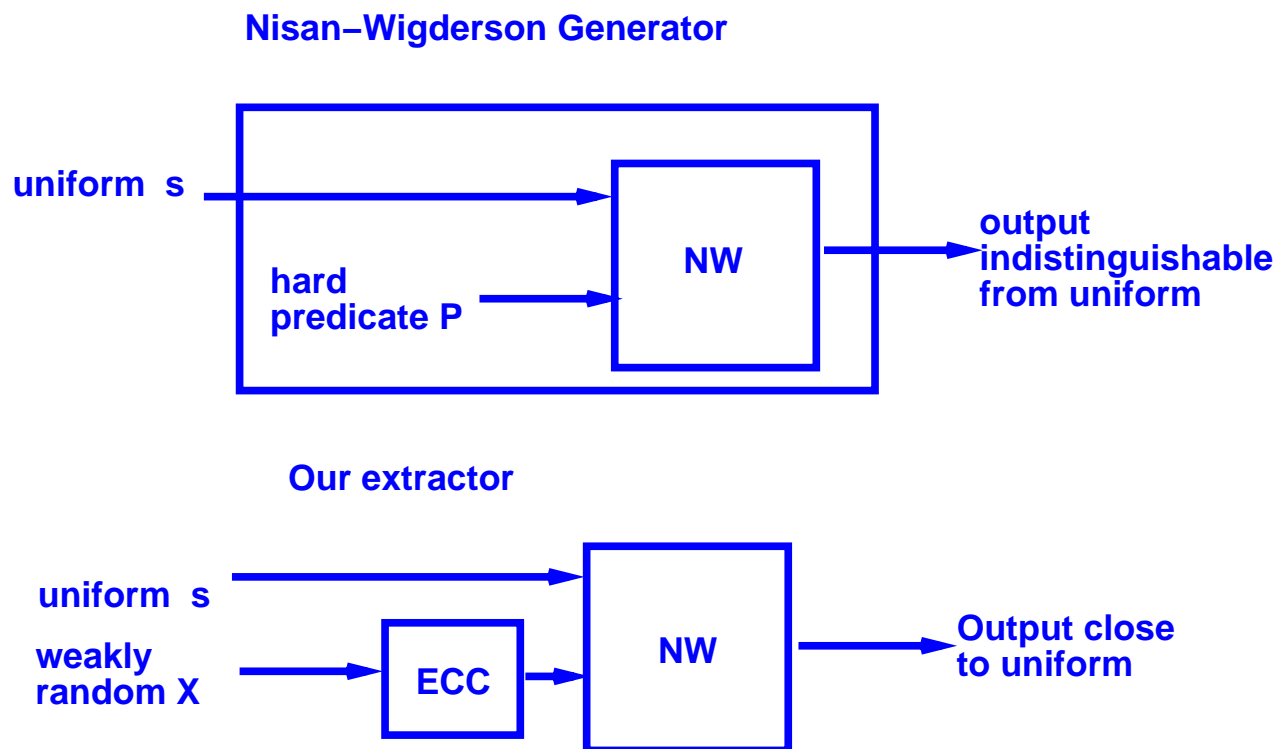 Nisan–Wigderson Generator
uniform s
hard
predicate P
NW
output
indistinguishable
from uniform
Our extractor
uniform s
weakly
random X
ECC
NW
Output close
to uniform